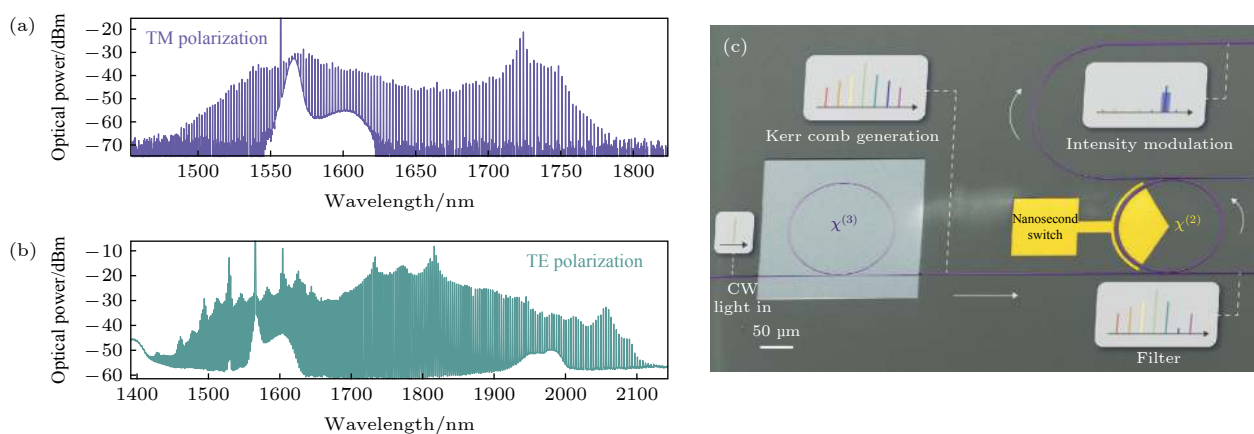 (a)
TM polarization
Optical power/dBm
−20
−30
−40
−50
−60
−70
1500
1550
1600
1650
1700
1750
1800
Wavelength/nm
(b)
TE polarization
Optical power/dBm
−10
−20
−30
−40
−50
−60
1400
1500
1600
1700
1800
1900
2000
2100
Wavelength/nm
(c)
Kerr comb generation
Intensity modulation
χ(3)
Nanosecond
switch
χ(2)
CW
light in
50 μm
Filter